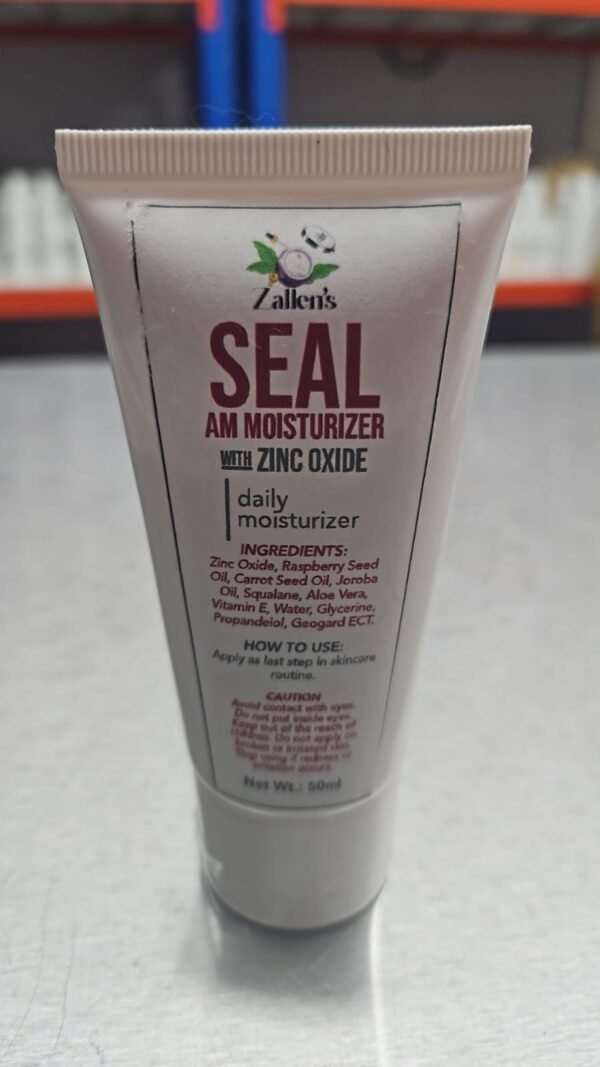 Zallen's
SEAL
AM MOISTURIZER
WITH ZINC OXIDE
daily
moisturizer
INGREDIENTS:
Zinc Oxide, Raspberry Seed
Oil, Carrot Seed Oil, Joroba
Oil, Squalane, Aloe Vera,
Vitamin E, Water, Glycerine,
Propandeiol, Geogard ECT.
HOW TO USE:
Apply as last step in skincare
routine.
CAUTION
Avoid contact with eyes.
Do not put inside eyes.
Keep out of the reach of
children. Do not apply on
broken or irritated skin.
Stop using if redness or
irritation occurs.
Net Wt.: 50ml